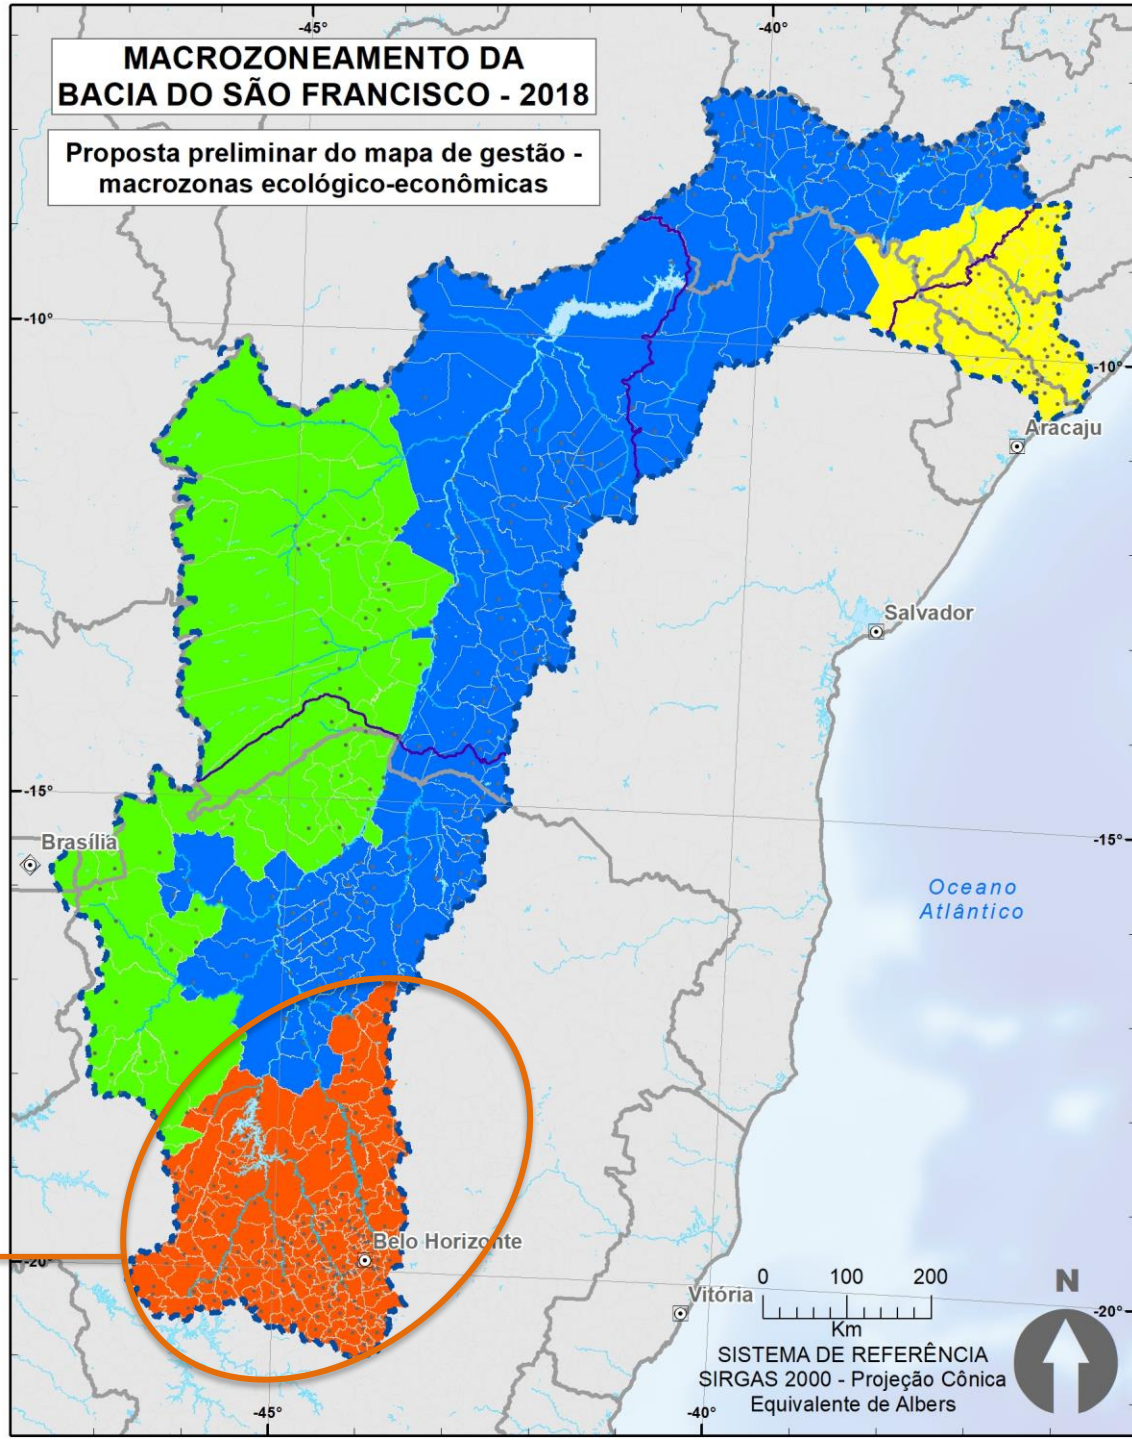 -45°
-40°
MACROZONEAMENTO DA
BACIA DO SÃO FRANCISCO - 2018
Proposta preliminar do mapa de gestão -
macrozonas ecológico-econômicas
-10°
-10°
Aracaju
Salvador
-15°
Brasília
-15°
Oceano
Atlântico
Belo Horizonte
-20°
Vitória
0 100 200
Km
N
-20°
SISTEMA DE REFERÊNCIA
SIRGAS 2000 - Projeção Cônica
Equivalente de Albers
-45°
-40°